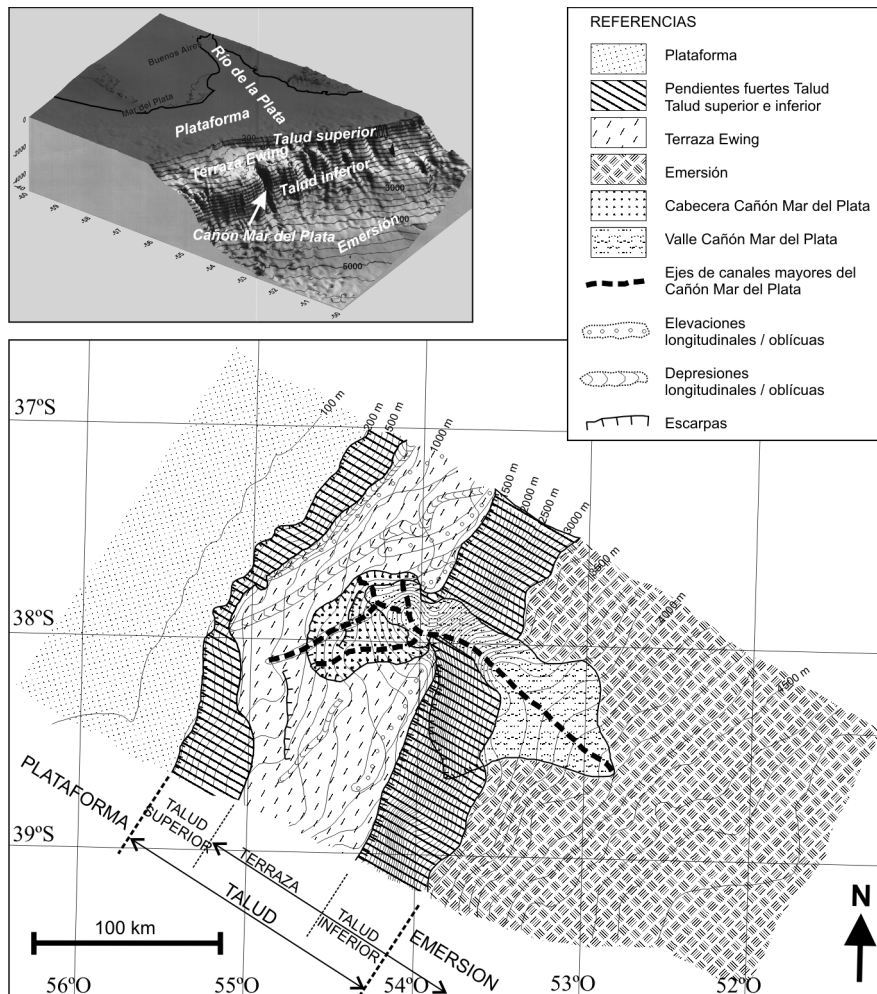 Buenos Aires
Río de la Plata
Mar del Plata
Plataforma
Talud superior
Terraza Ewing
Talud inferior
Cañón Mar del Plata
Emersión
3000
5000
0
REFERENCIAS
Plataforma
Pendientes fuertes Talud
Talud superior e inferior
Terraza Ewing
Emersión
Cabecera Cañón Mar del Plata
Valle Cañón Mar del Plata
Ejes de canales mayores del
Cañón Mar del Plata
Elevaciones
longitudinales / oblícuas
Depresiones
longitudinales / oblícuas
Escarpas
37ºS
38ºS
39ºS
100 m
200 m
500 m
1000 m
1500 m
2000 m
2500 m
3000 m
3500 m
4000 m
4500 m
PLATAFORMA
TALUD
SUPERIOR
TERRAZA
TALUD
TALUD
INFERIOR
EMERSION
100 km
N
56ºO
55ºO
54ºO
53ºO
52ºO